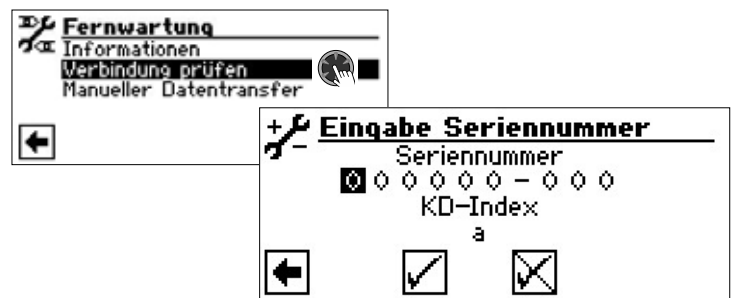 Fernwartung
Informationen
Verbindung prüfen
Manueller Datentransfer
Eingabe Seriennummer
Seriennummer
0 0 0 0 0 0 - 0 0 0
KD-Index
a